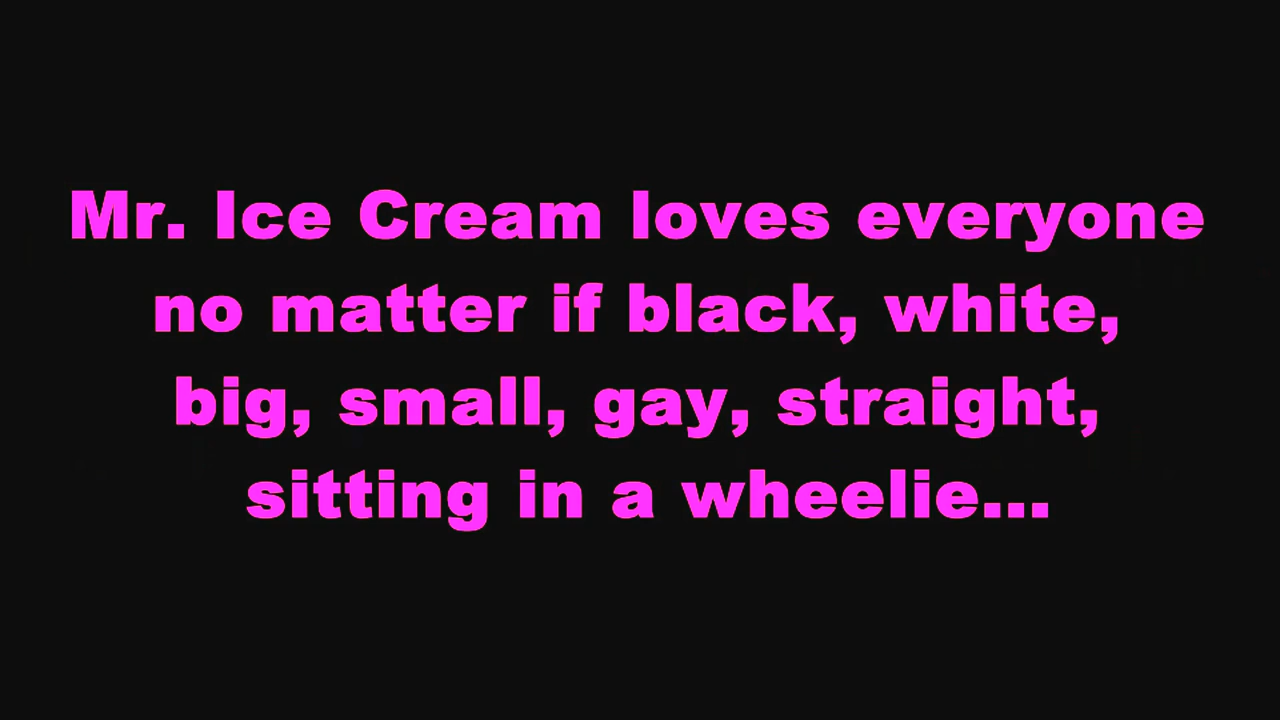 Mr. Ice Cream loves everyone
no matter if black, white,
big, small, gay, straight,
sitting in a wheelie...